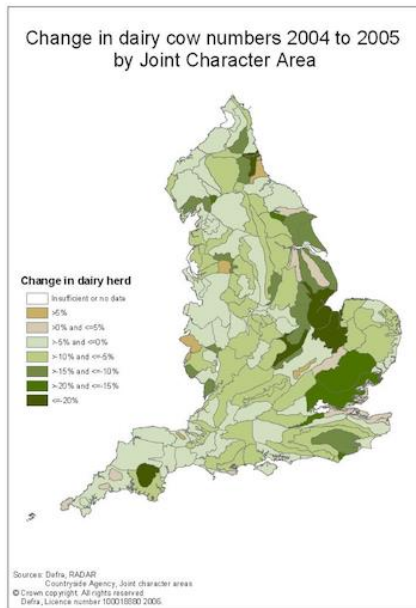 Change in dairy cow numbers 2004 to 2005
by Joint Character Area
Change in dairy herd
Insufficient or no data
>5%
>0% and <=5%
>-5% and <=0%
>-10% and <=-5%
>-15% and <=-10%
>-20% and <=-15%
<=-20%
Sources: Defra, RADAR
Countryside Agency, Joint character areas
© Crown copyright. All rights reserved
Defra, Licence number 100018880 2006.